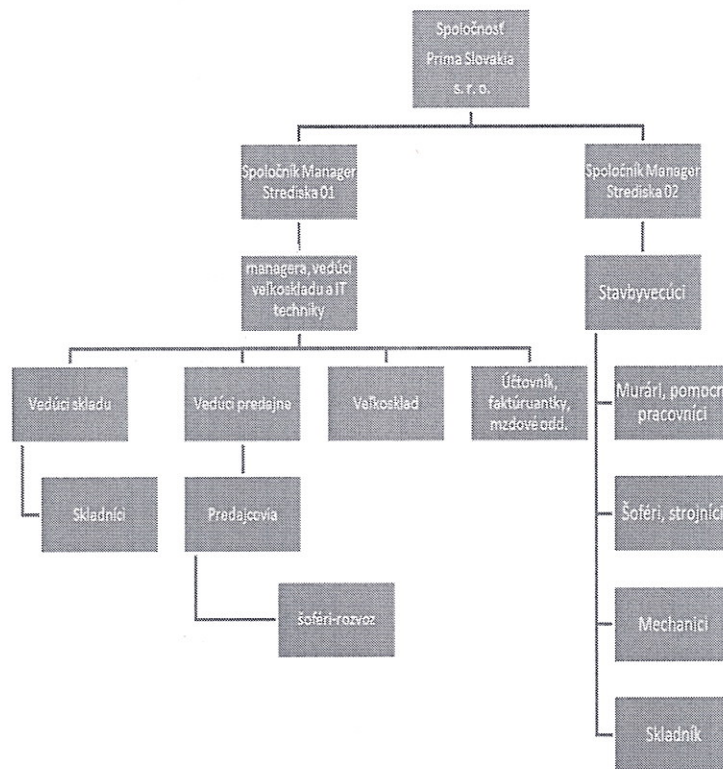 Spoločnosť
Prima Slovakia
s. r. o.
Spoločník Manager
Strediska 01
Spoločník Manager
Strediska 02
managera, vedúci
veľkoskladu a IT
techniky
Stavbyvecúci
Vedúci skladu
Vedúci predajne
Veľkosklad
Účtovník,
faktúruantky,
mzdové odd.
Murári, pomocní
pracovníci
Skladníci
Predajcovia
Šoféri, strojníci
šoféri-rozvoz
Mechanici
Skladník